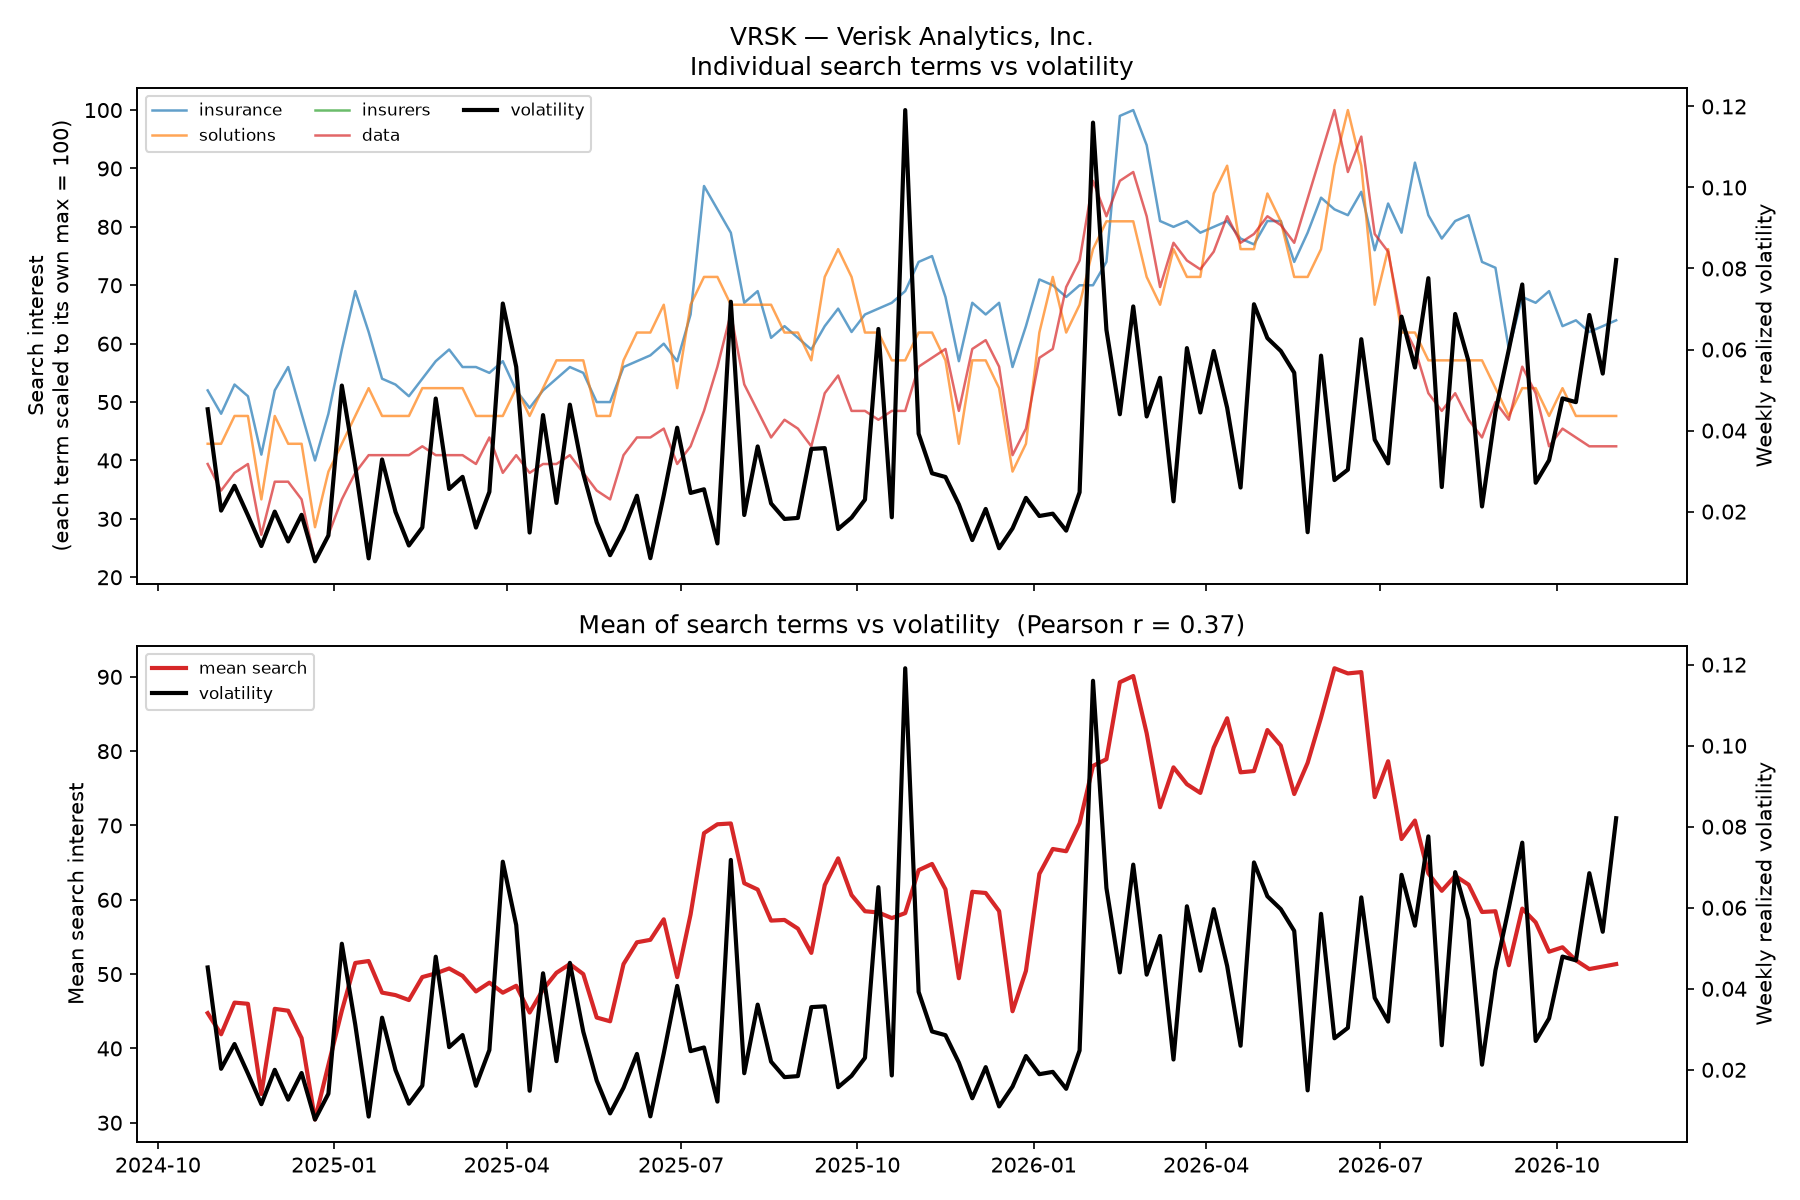 VRSK — Verisk Analytics, Inc.
Individual search terms vs volatility
insurance
solutions
insurers
data
volatility
Search interest
(each term scaled to its own max = 100)
100
90
80
70
60
50
40
30
20
0.12
0.10
0.08
0.06
0.04
0.02
Weekly realized volatility
Mean of search terms vs volatility (Pearson r = 0.37)
mean search
volatility
Mean search interest
90
80
70
60
50
40
30
0.12
0.10
0.08
0.06
0.04
0.02
Weekly realized volatility
2024-10
2025-01
2025-04
2025-07
2025-10
2026-01
2026-04
2026-07
2026-10